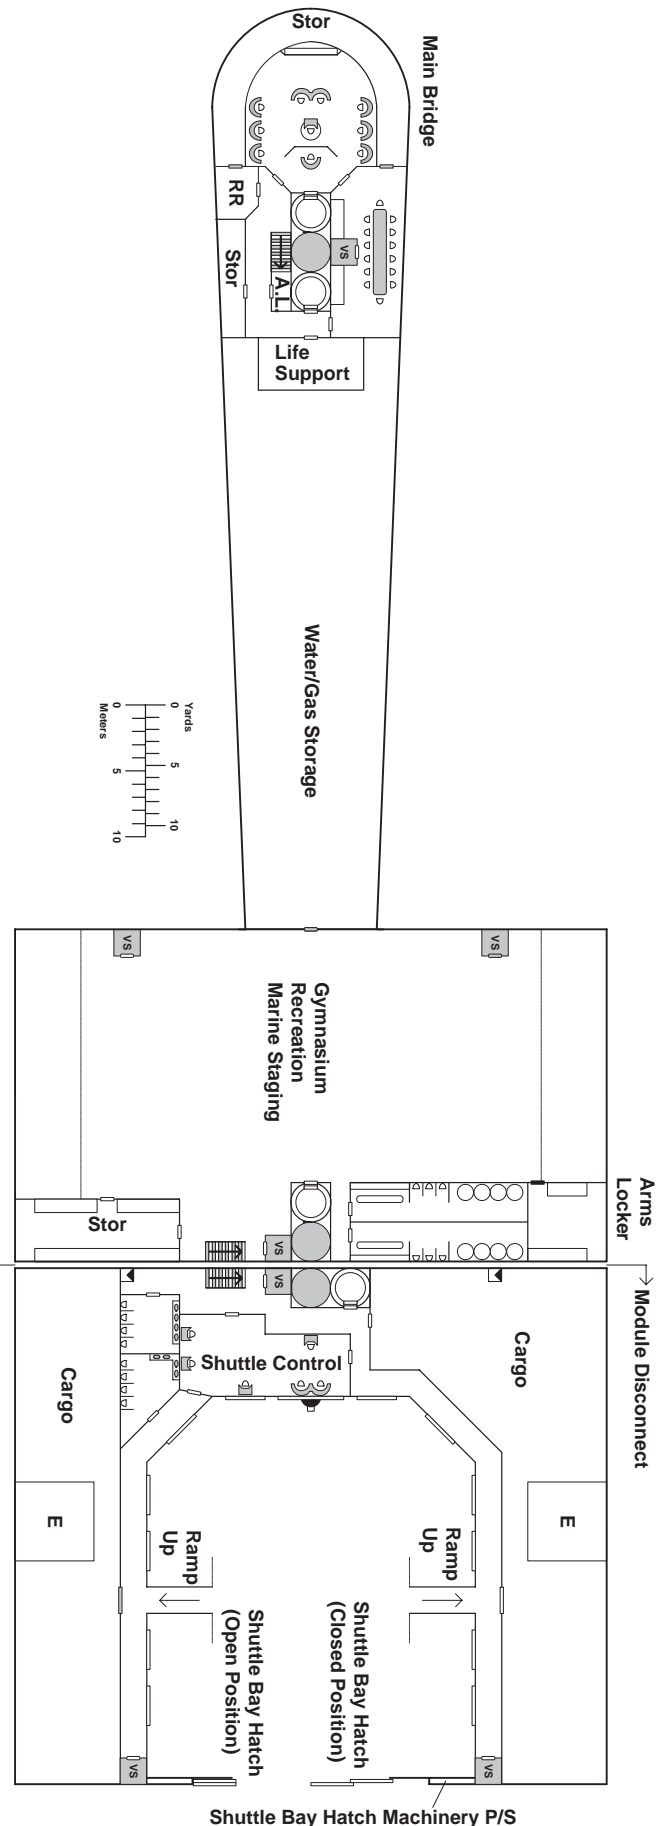 Stor
Main Bridge
RR
VS
Stor
A.L.
Life
Support
Water/Gas Storage
Yards
0
5
10
0
5
10
Meters
VS
VS
Gymnasium
Recreation
Marine Staging
Arms
Locker
Stor
VS
VS
Module Disconnect
Shuttle Control
Cargo
Cargo
E
E
Ramp
Up
Ramp
Up
Shuttle Bay Hatch
(Open Position)
Shuttle Bay Hatch
(Closed Position)
VS
VS
Shuttle Bay Hatch Machinery P/S